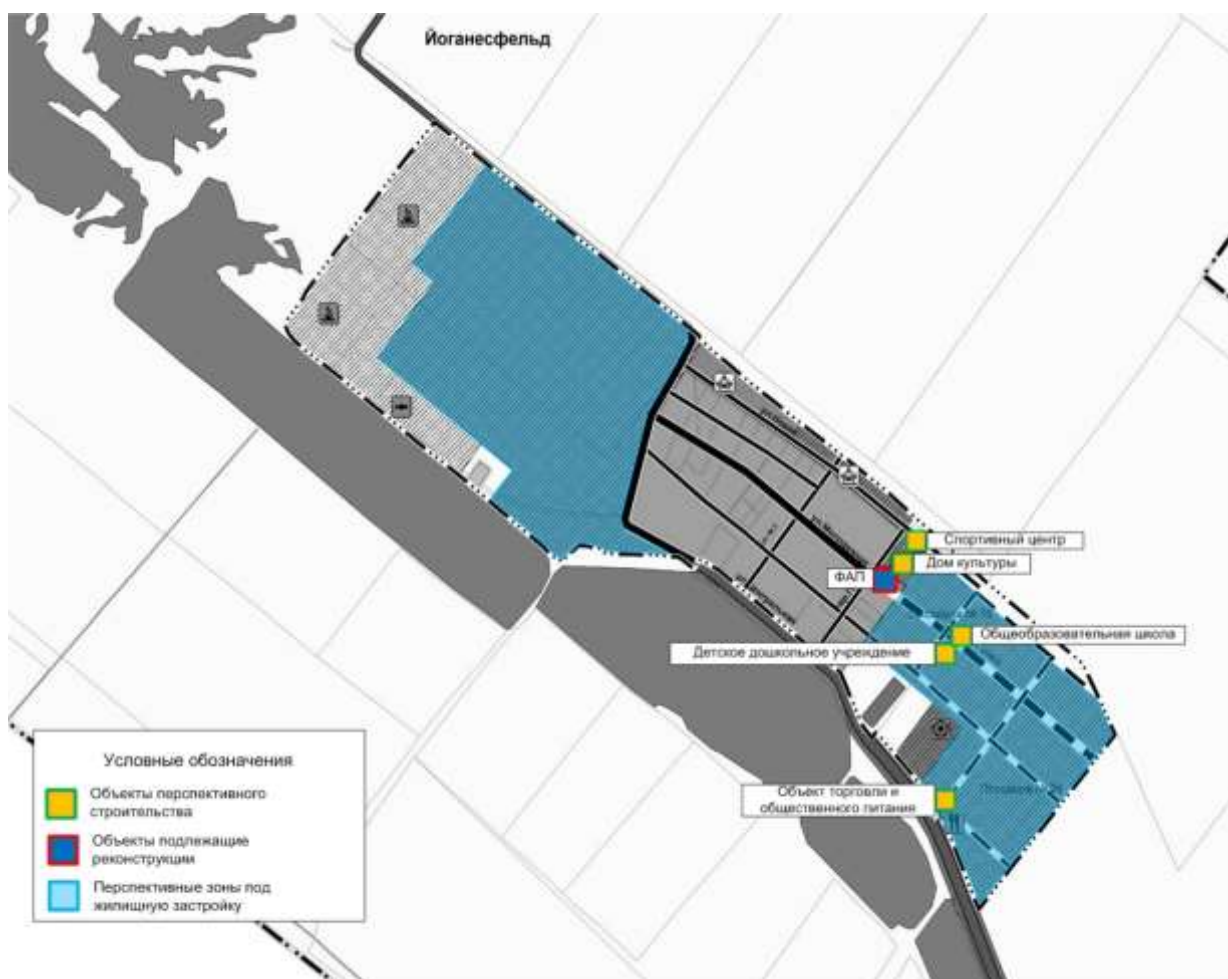 Йоганесфельд
Спортивный центр
Дом культуры
ФАП
Общеобразовательная школа
Детское дошкольное учреждение
Объект торговли и
общественного питания
Условные обозначения
Объекты перспективного
строительства
Объекты подлежащие
реконструкции
Перспективные зоны под
жилищную застройку